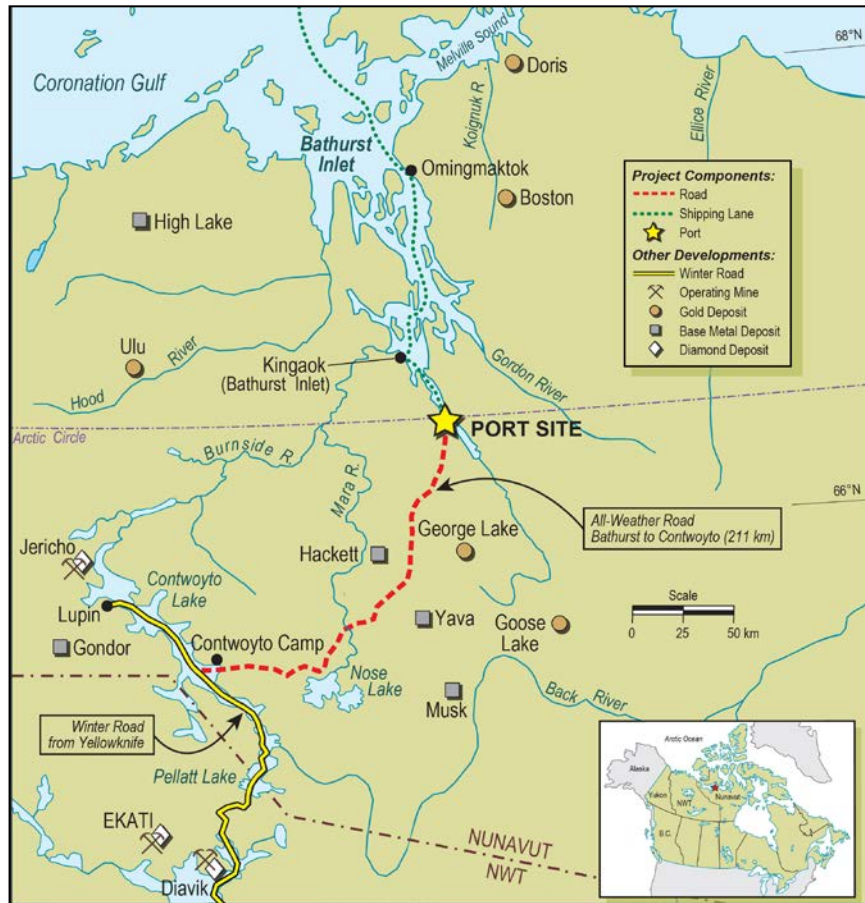 68°N
Melville Sound
Doris
Coronation Gulf
Koignuk R.
Ellice River
Bathurst
Inlet
Omingmaktok
Boston
High Lake
Project Components:
Road
Shipping Lane
Port
Other Developments:
Winter Road
Operating Mine
Gold Deposit
Base Metal Deposit
Diamond Deposit
Ulu
Hood River
Kingaok
(Bathurst Inlet)
Gordon River
Arctic Circle
PORT SITE
Burnside R.
Mara R.
66°N
All-Weather Road
Bathurst to Contwoyto (211 km)
George Lake
Hackett
Jericho
Contwoyto
Lake
Lupin
Gondor
Contwoyto Camp
Yava
Goose
Lake
Scale
0 25 50 km
Nose
Lake
Musk
Back River
Winter Road
from Yellowknife
Pellatt Lake
EKATI
Diavik
NUNAVUT
NWT
Arctic Ocean
Alaska
Yukon
NWT
Nunavut
B.C.